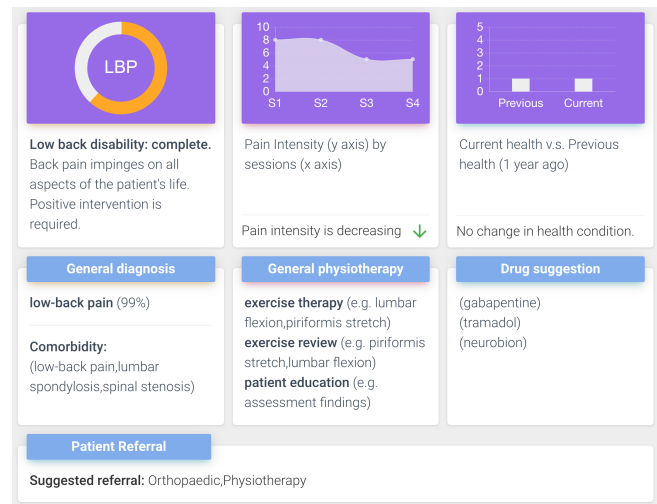 LBP
Low back disability: complete.
Back pain impinges on all
aspects of the patient's life.
Positive intervention is
required.
10
8
6
4
2
0
S1 S2 S3 S4
Pain Intensity (y axis) by
sessions (x axis)
Pain intensity is decreasing
5
4
3
2
1
0
Previous Current
Current health v.s. Previous
health (1 year ago)
No change in health condition.
General diagnosis
low-back pain (99%)
Comorbidity:
(low-back pain,lumbar
spondylosis,spinal stenosis)
General physiotherapy
exercise therapy (e.g. lumbar
flexion,piriformis stretch)
exercise review (e.g. piriformis
stretch,lumbar flexion)
patient education (e.g.
assessment findings)
Drug suggestion
(gabapentine)
(tramadol)
(neurobion)
Patient Referral
Suggested referral: Orthopaedic,Physiotherapy